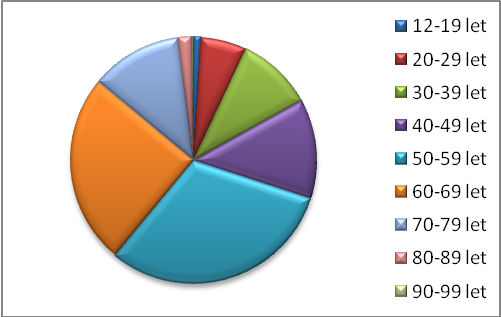 12-19 let
20-29 let
30-39 let
40-49 let
50-59 let
60-69 let
70-79 let
80-89 let
90-99 let